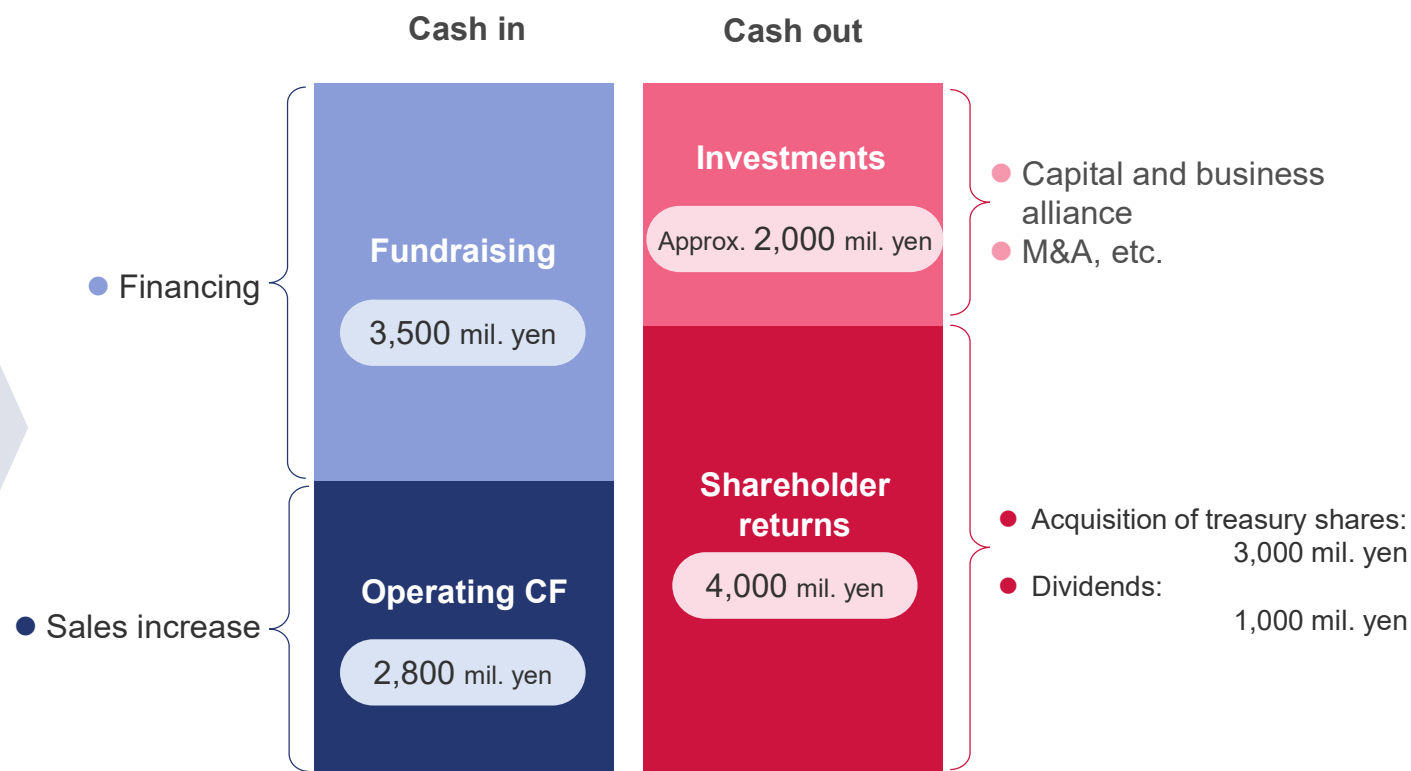 Cash in
Cash out
Financing
Fundraising
3,500 mil. yen
Sales increase
Operating CF
2,800 mil. yen
Investments
Approx. 2,000 mil. yen
Capital and business
alliance
M&A, etc.
Shareholder
returns
4,000 mil. yen
Acquisition of treasury shares:
3,000 mil. yen
Dividends:
1,000 mil. yen